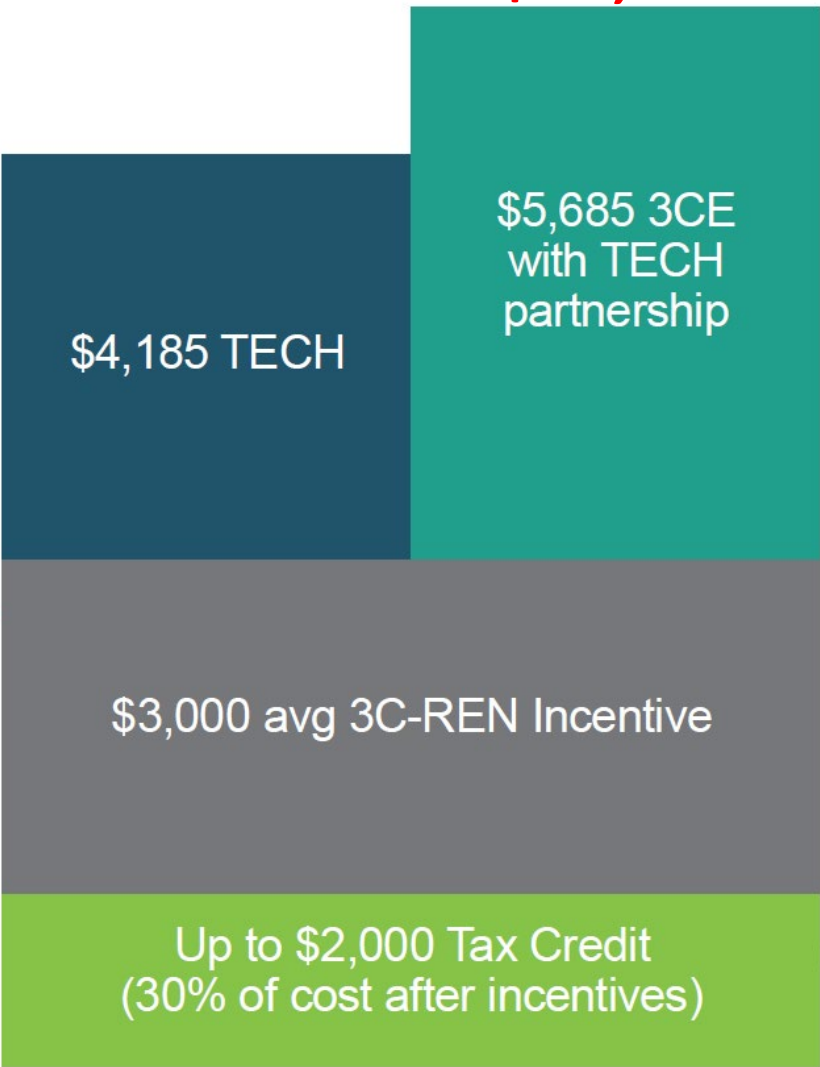 $5,685 3CE
with TECH
partnership
$4,185 TECH
$3,000 avg 3C-REN Incentive
Up to $2,000 Tax Credit
(30% of cost after incentives)